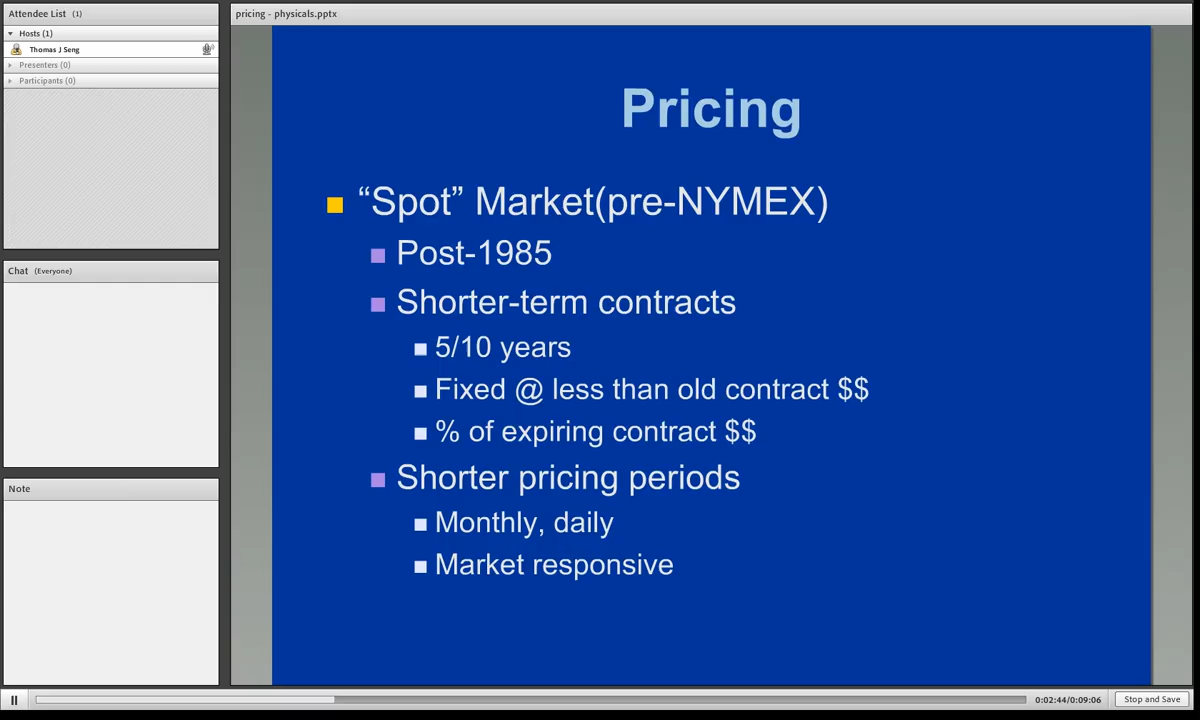 Attendee List (1)
Hosts (1)
Thomas J Seng
Presenters (0)
Participants (0)
Chat (Everyone)
Note
pricing - physicals.pptx
Pricing
“Spot” Market(pre-NYMEX)
Post-1985
Shorter-term contracts
5/10 years
Fixed @ less than old contract $$
% of expiring contract $$
Shorter pricing periods
Monthly, daily
Market responsive
0:02:44/0:09:06
Stop and Save